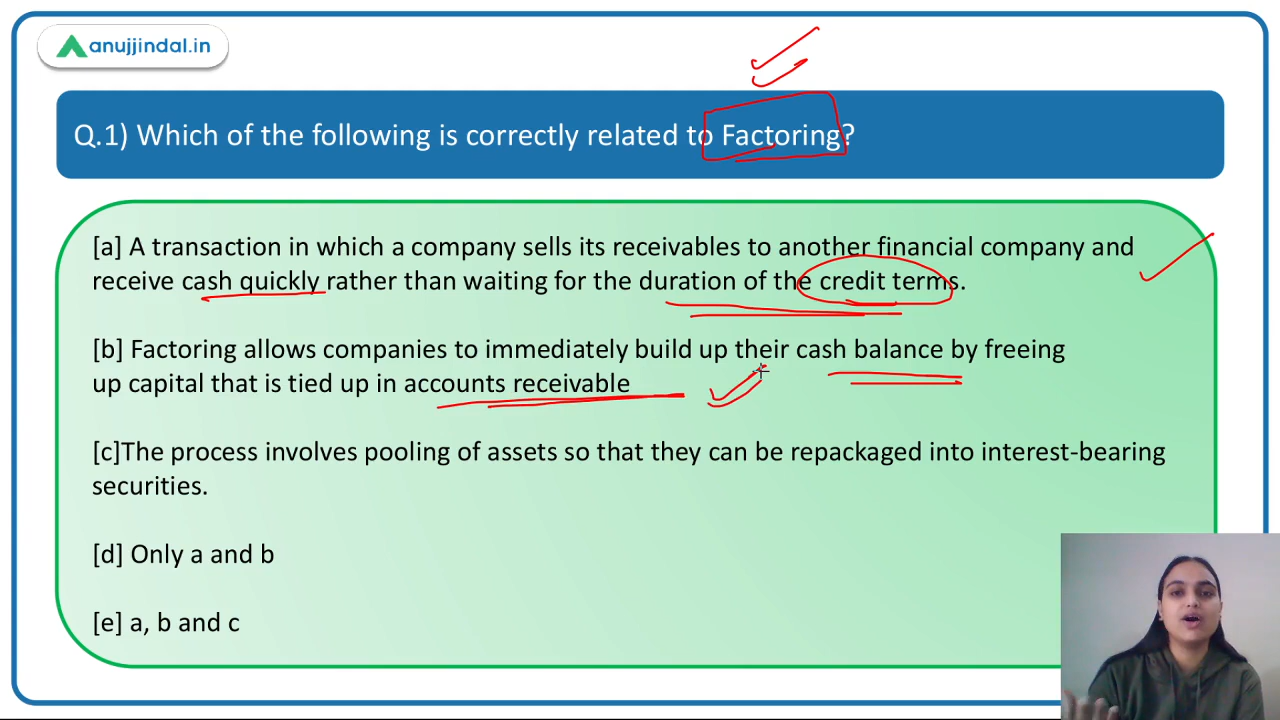 anujjindal.in
Q.1) Which of the following is correctly related to Factoring?
[a] A transaction in which a company sells its receivables to another financial company and
receive cash quickly rather than waiting for the duration of the credit terms.
[b] Factoring allows companies to immediately build up their cash balance by freeing
up capital that is tied up in accounts receivable
[c]The process involves pooling of assets so that they can be repackaged into interest-bearing
securities.
[d] Only a and b
[e] a, b and c